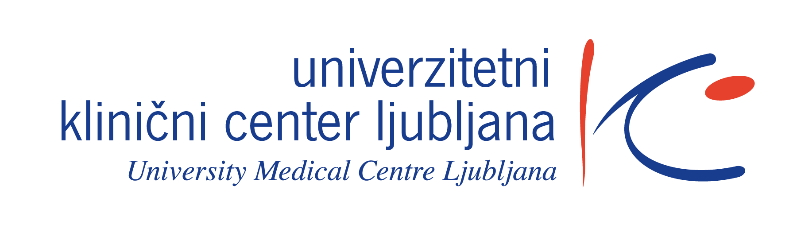 univerzitetni
klinični center ljubljana
University Medical Centre Ljubljana